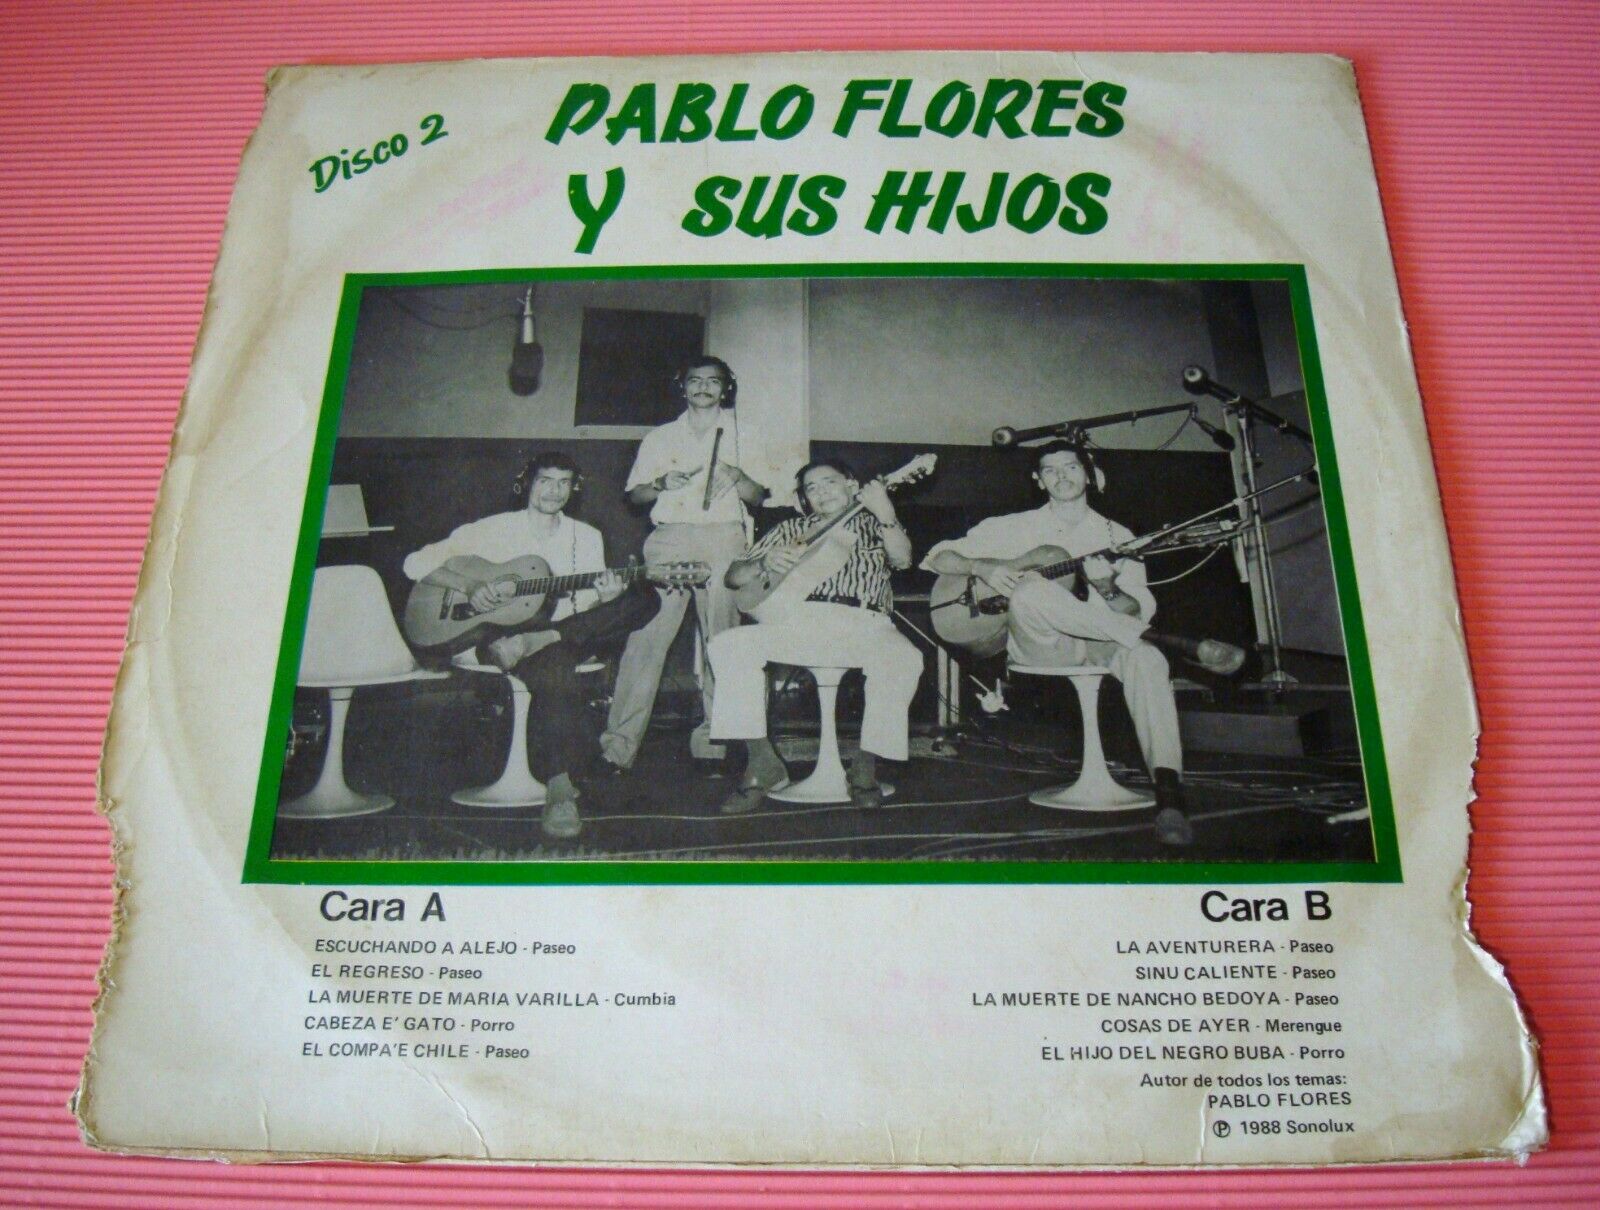 Disco 2
PABLO FLORES
Y SUS HIJOS
Cara A
ESCUCHANDO A ALEJO - Paseo
EL REGRESO - Paseo
LA MUERTE DE MARIA VARILLA - Cumbia
CABEZA E' GATO - Porro
EL COMPA'E CHILE - Paseo
Cara B
LA AVENTURERA - Paseo
SINU CALIENTE - Paseo
LA MUERTE DE NANCHO BEDOYA - Paseo
COSAS DE AYER - Merengue
EL HIJO DEL NEGRO BUBA - Porro
Autor de todos los temas:
PABLO FLORES
℗ 1988 Sonolux